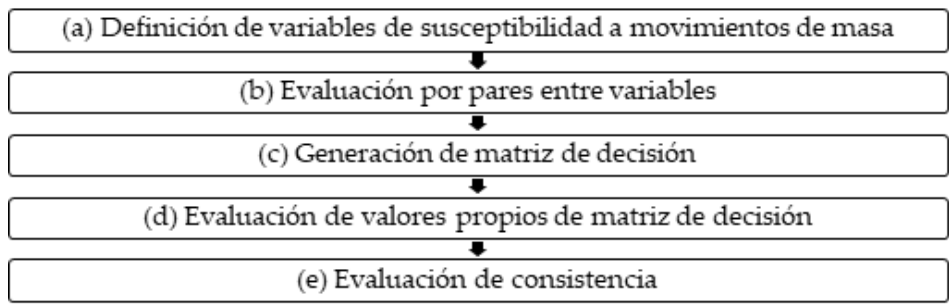 (a) Definición de variables de susceptibilidad a movimientos de masa
(b) Evaluación por pares entre variables
(c) Generación de matriz de decisión
(d) Evaluación de valores propios de matriz de decisión
(e) Evaluación de consistencia